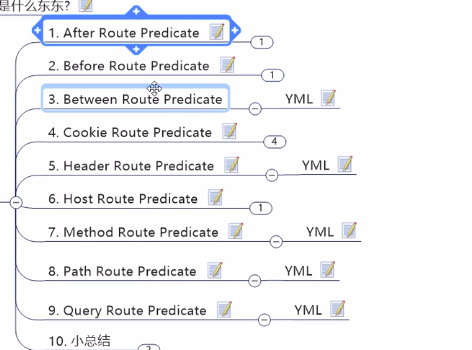 是什么东东?
1. After Route Predicate
1
2. Before Route Predicate
1
3. Between Route Predicate
YML
4. Cookie Route Predicate
4
5. Header Route Predicate
YML
6. Host Route Predicate
1
7. Method Route Predicate
YML
8. Path Route Predicate
YML
9. Query Route Predicate
YML
10. 小总结
2